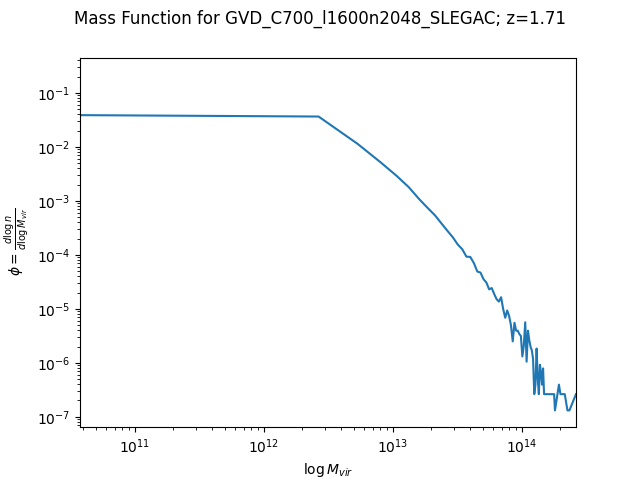 Mass Function for GVD_C700_l1600n2048_SLEGAC; z=1.71
10⁻¹
10⁻²
10⁻³
10⁻⁴
10⁻⁵
10⁻⁶
10⁻⁷
ϕ = d log n / d log M_vir
10¹¹ 10¹² 10¹³ 10¹⁴
log M_vir